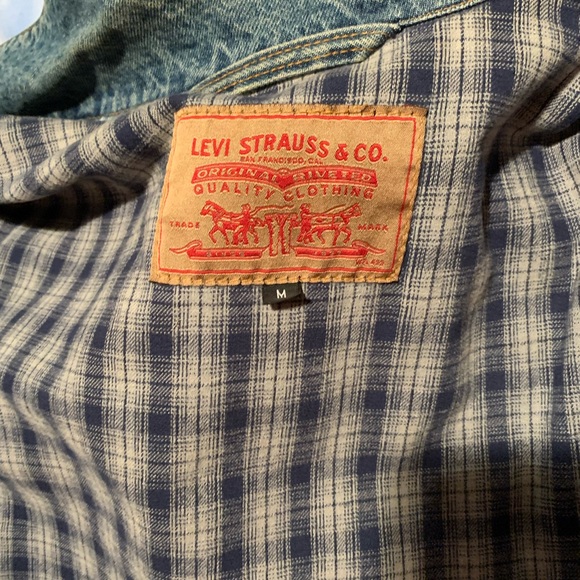 LEVI STRAUSS & CO.
SAN FRANCISCO, CAL.
ORIGINAL RIVETED
QUALITY CLOTHING
TRADE MARK
M